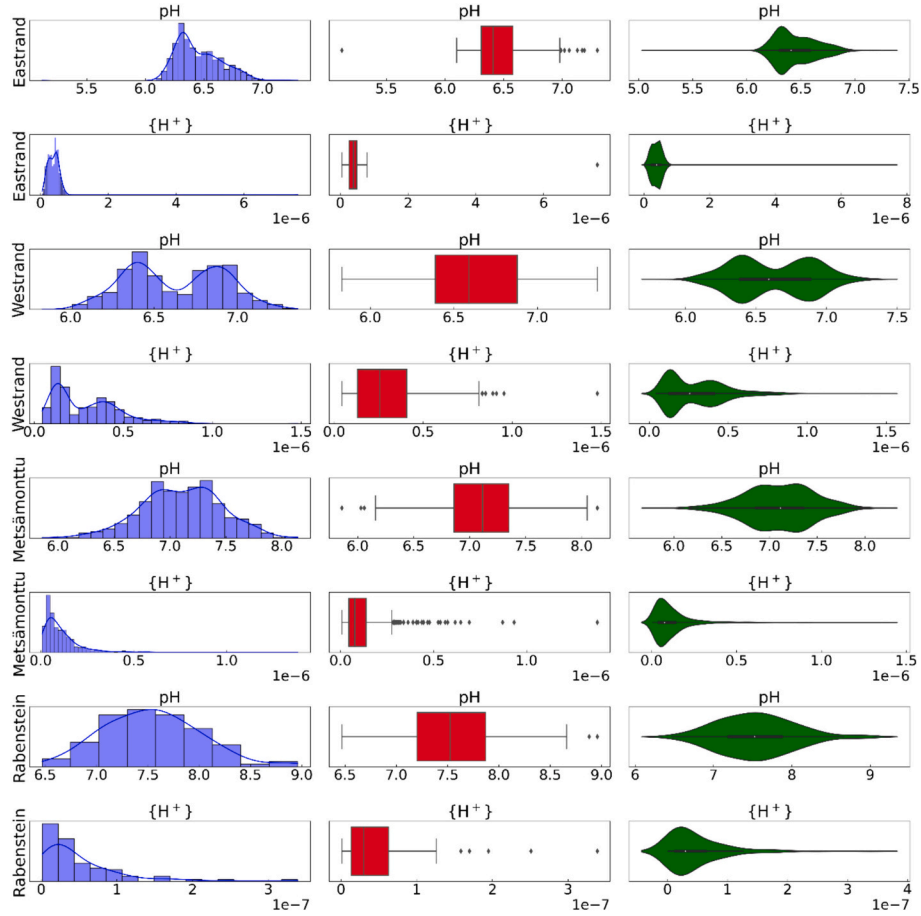 pH pH pH
Eastrand
5.5 6.0 6.5 7.0 5.5 6.0 6.5 7.0 5.0 5.5 6.0 6.5 7.0 7.5
{H+} {H+} {H+}
Eastrand
0 2 4 6 0 2 4 6 0 2 4 6 8
1e−6 1e−6 1e−6
pH pH pH
Westrand
6.0 6.5 7.0 6.0 6.5 7.0 6.0 6.5 7.0 7.5
{H+} {H+} {H+}
Westrand
0.0 0.5 1.0 1.5 0.0 0.5 1.0 1.5 0.0 0.5 1.0 1.5
1e−6 1e−6 1e−6
pH pH pH
Metsämonttu
6.0 6.5 7.0 7.5 8.0 6.0 6.5 7.0 7.5 8.0 6.0 6.5 7.0 7.5 8.0
{H+} {H+} {H+}
Metsämonttu
0.0 0.5 1.0 0.0 0.5 1.0 0.0 0.5 1.0 1.5
1e−6 1e−6 1e−6
pH pH pH
Rabenstein
6.5 7.0 7.5 8.0 8.5 9.0 6.5 7.0 7.5 8.0 8.5 9.0 6 7 8 9
{H+} {H+} {H+}
Rabenstein
0 1 2 3 0 1 2 3 0 1 2 3 4
1e−7 1e−7 1e−7